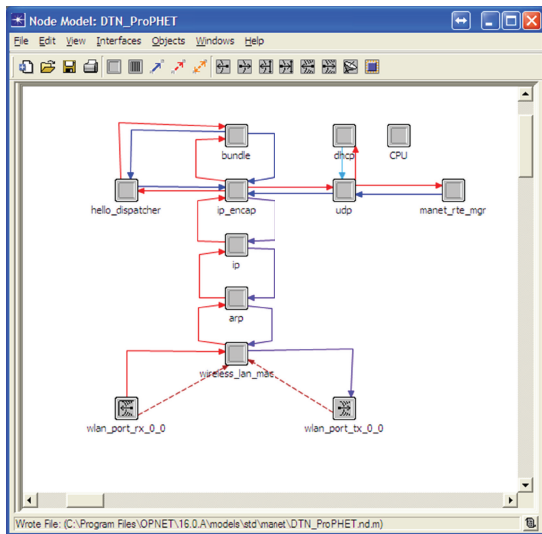 Node Model: DTN_ProPHET
File Edit View Interfaces Objects Windows Help
bundle
dhcp
CPU
hello_dispatcher
ip_encap
udp
manet_rte_mgr
ip
arp
wireless_lan_mac
wlan_port_rx_0_0
wlan_port_tx_0_0
Wrote File: (C:\Program Files\OPNET\16.0.A\models\std\manet\DTN_ProPHET.nd.m)